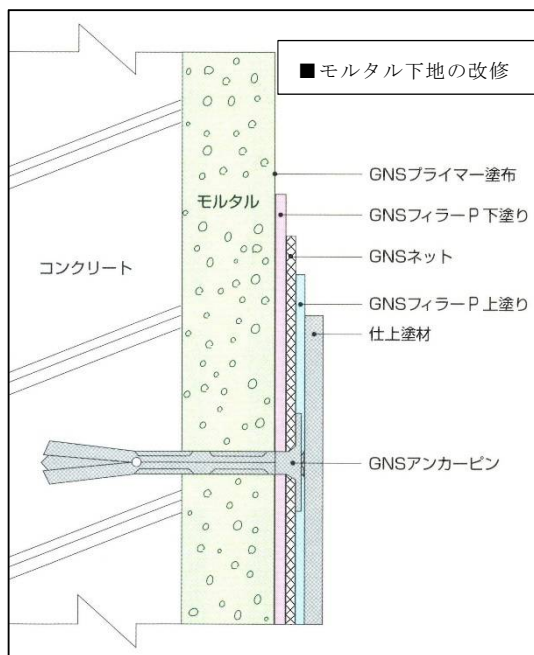 ■モルタル下地の改修
GNSプライマー塗布
モルタル
GNSフィラーP 下塗り
GNSネット
コンクリート
GNSフィラーP 上塗り
仕上塗材
GNSアンカーピン